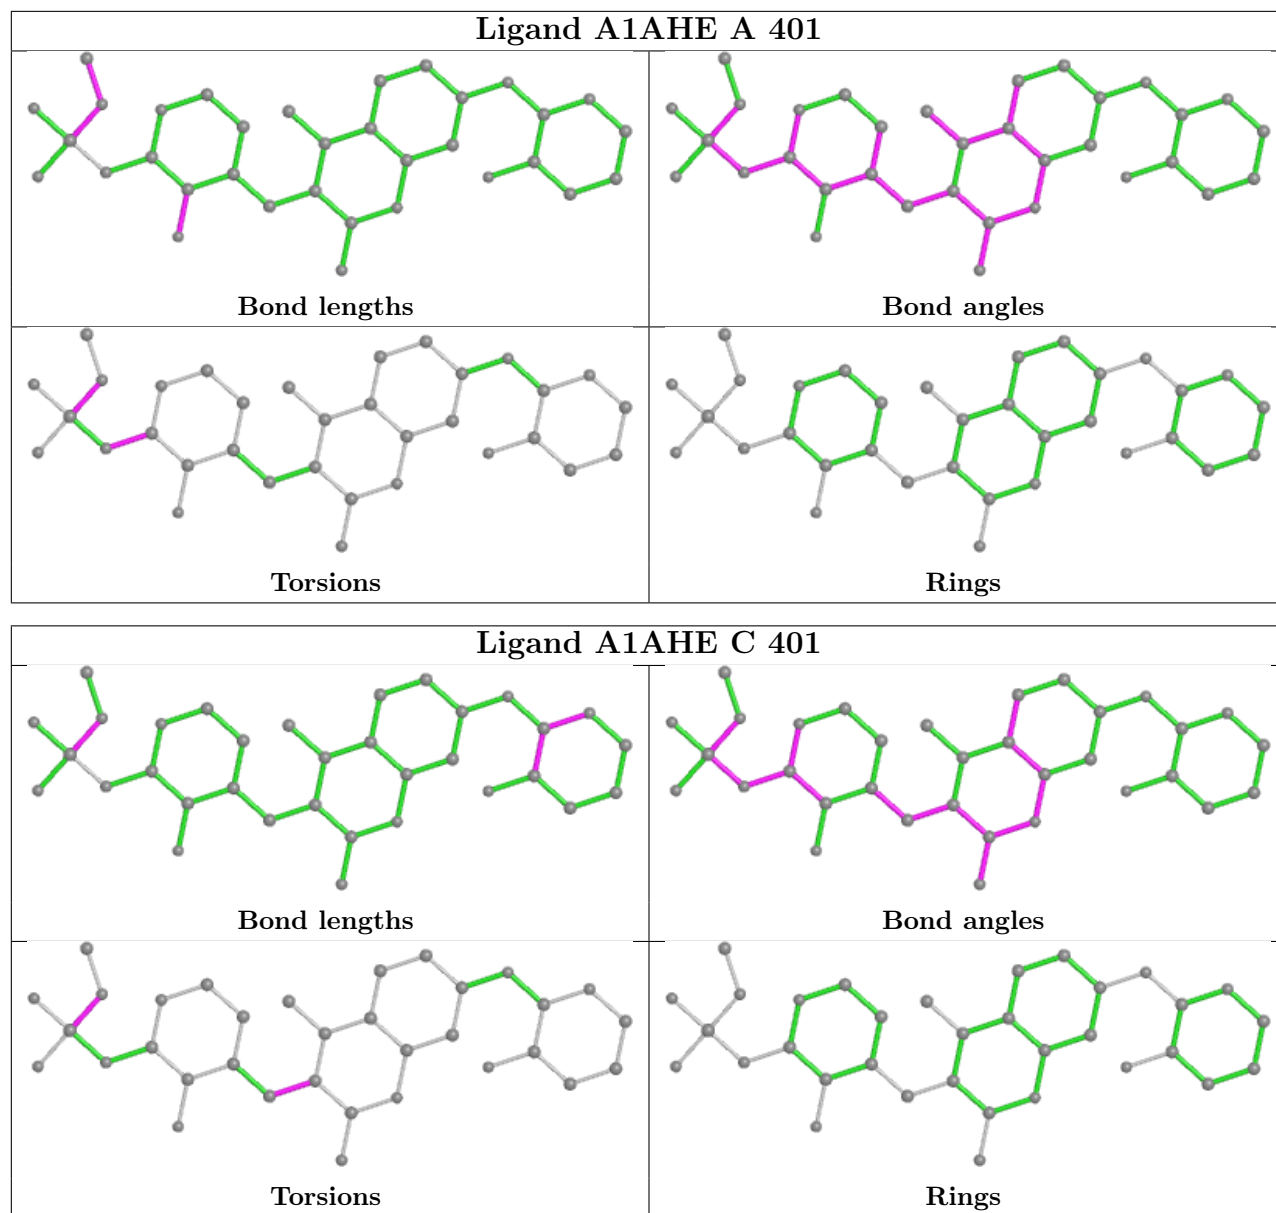 Ligand A1AHE A 401
Bond lengths
Bond angles
Torsions
Rings
Ligand A1AHE C 401
Bond lengths
Bond angles
Torsions
Rings